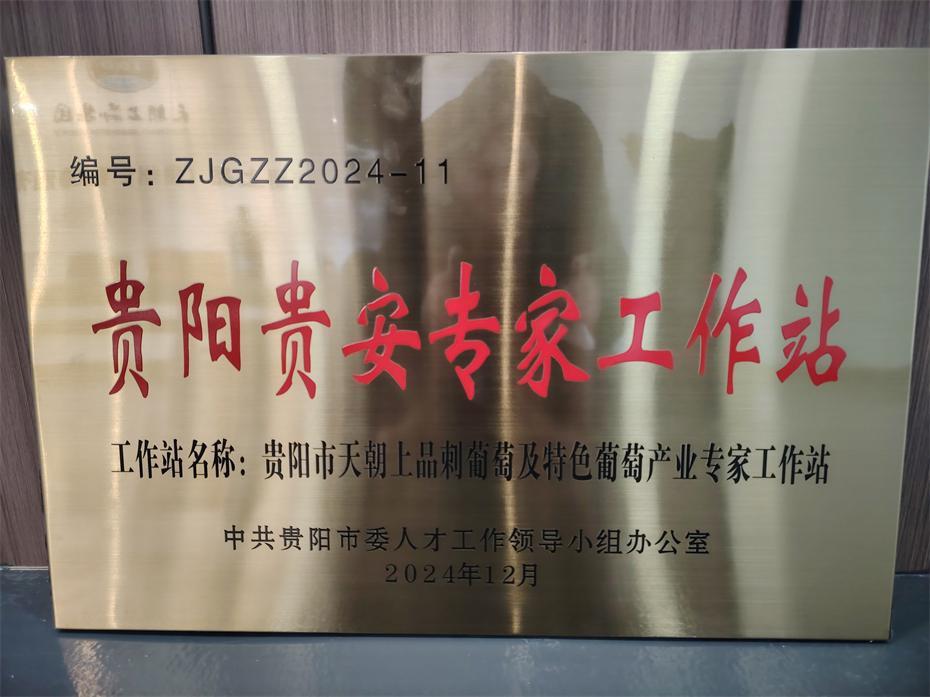 编号：ZJGZZ2024-11
贵阳贵安专家工作站
工作站名称：贵阳市天朝上品刺葡萄及特色葡萄产业专家工作站
中共贵阳市委人才工作领导小组办公室
2024年12月